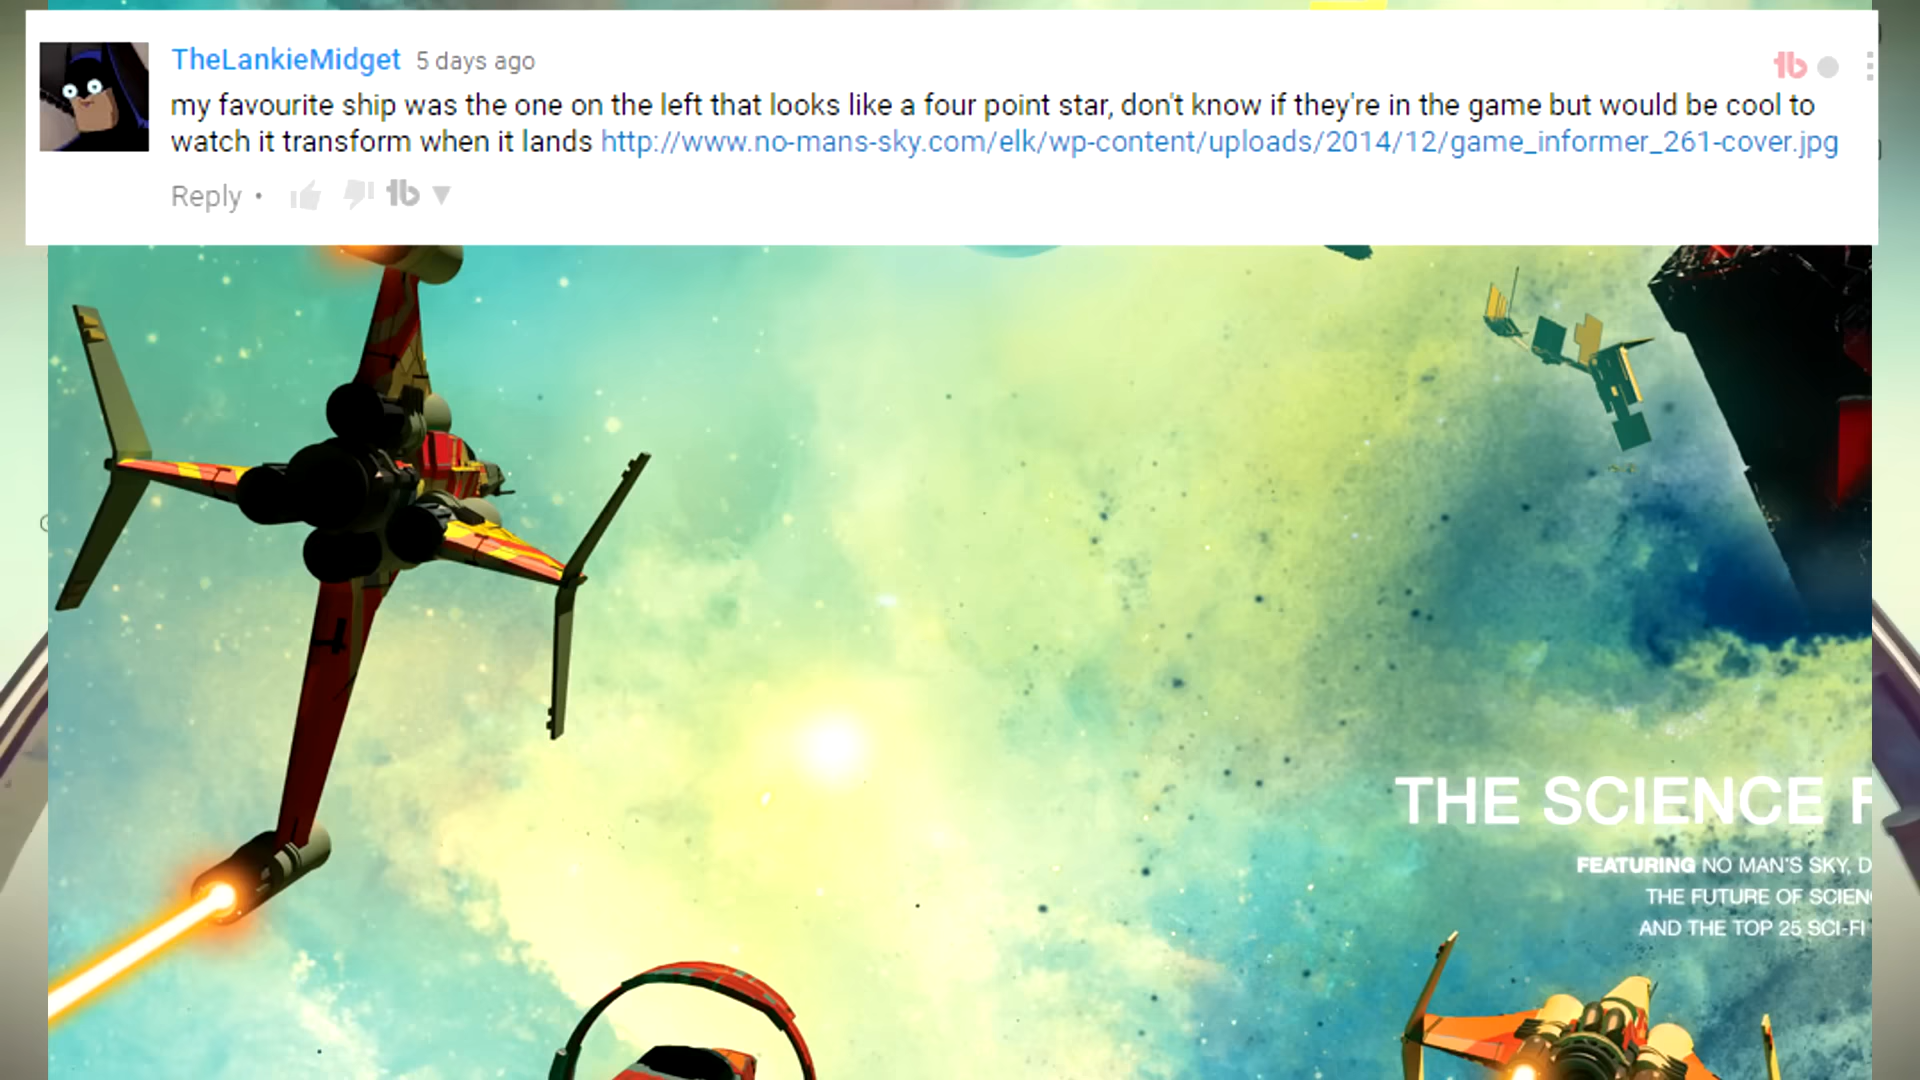 TheLankieMidget 5 days ago
tb
my favourite ship was the one on the left that looks like a four point star, don't know if they're in the game but would be cool to
watch it transform when it lands http://www.no-mans-sky.com/elk/wp-content/uploads/2014/12/game_informer_261-cover.jpg
Reply • tb
THE SCIENCE F
FEATURING NO MAN'S SKY, D
THE FUTURE OF SCIEN
AND THE TOP 25 SCI-FI